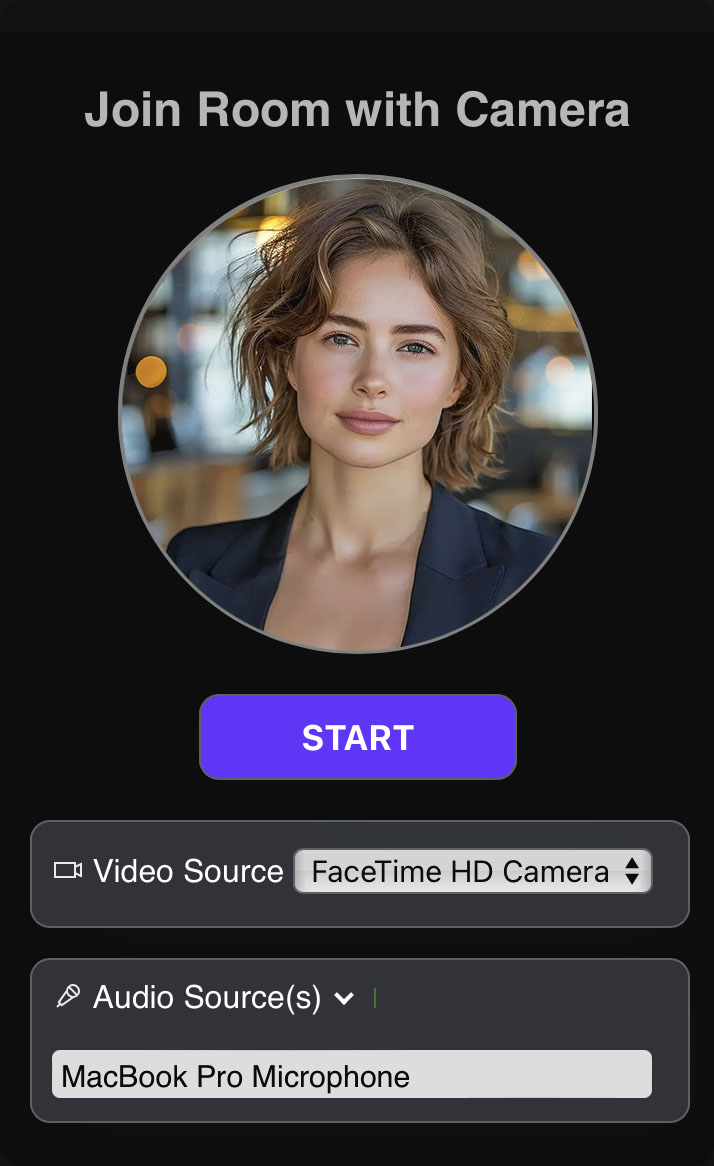 Join Room with Camera
START
Video Source FaceTime HD Camera
Audio Source(s)
MacBook Pro Microphone